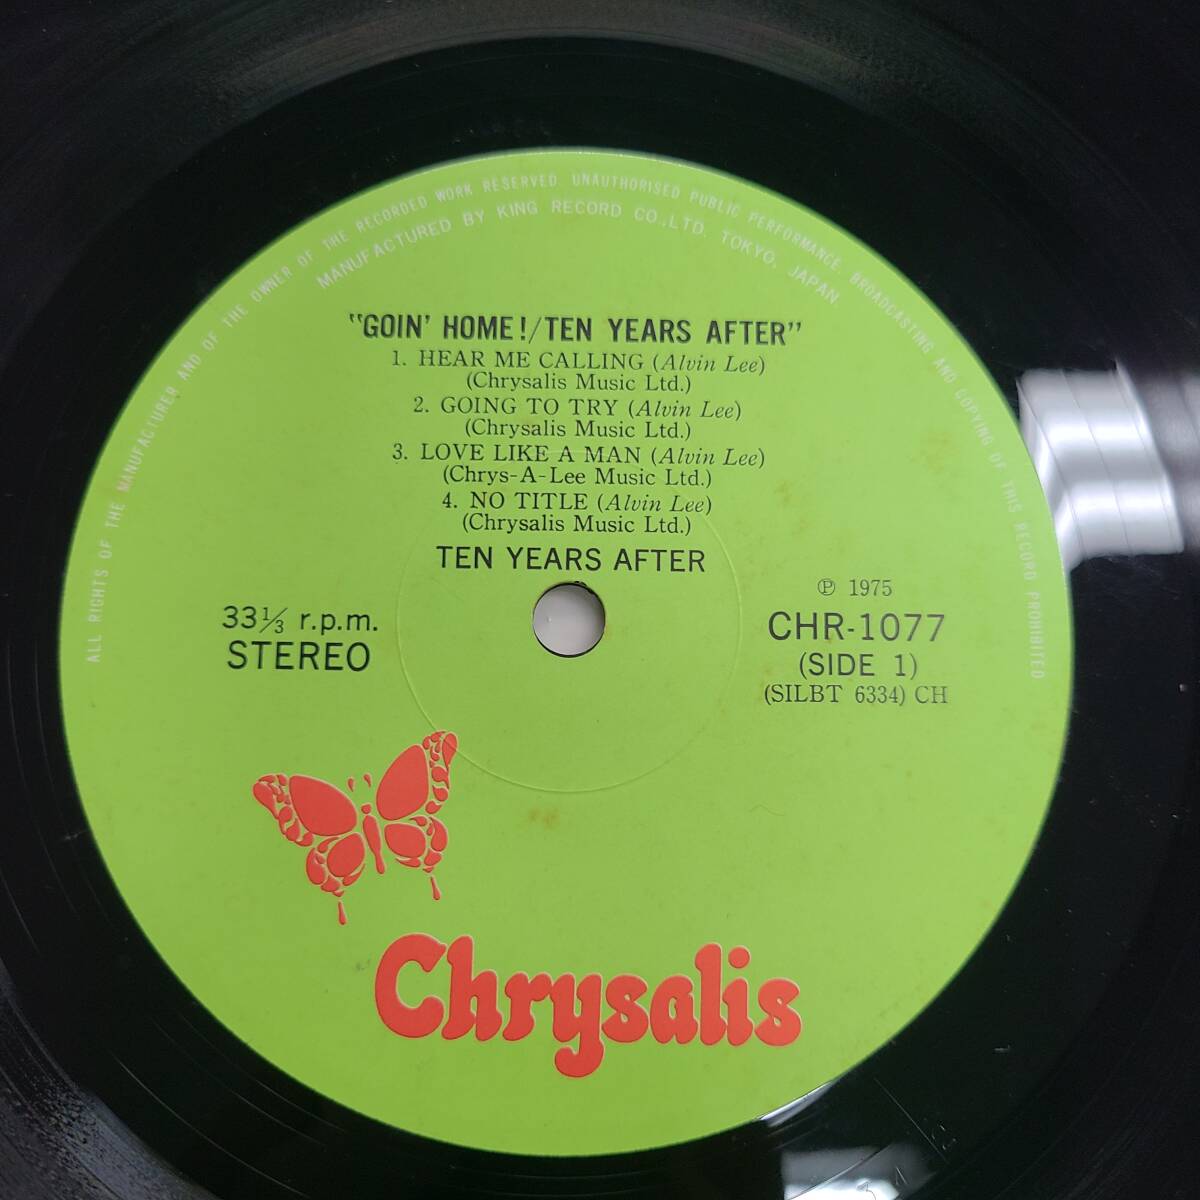 ALL RIGHTS OF THE MANUFACTURER AND OF THE OWNER OF THE RECORDED WORK RESERVED. UNAUTHORISED PUBLIC PERFORMANCE, BROADCASTING AND COPYING OF THIS RECORD PROHIBITED
MANUFACTURED BY KING RECORD CO., LTD. TOKYO, JAPAN
"GOIN' HOME!/TEN YEARS AFTER"
1. HEAR ME CALLING (Alvin Lee)
(Chrysalis Music Ltd.)
2. GOING TO TRY (Alvin Lee)
(Chrysalis Music Ltd.)
3. LOVE LIKE A MAN (Alvin Lee)
(Chrys-A-Lee Music Ltd.)
4. NO TITLE (Alvin Lee)
(Chrysalis Music Ltd.)
TEN YEARS AFTER
33⅓ r.p.m.
STEREO
℗ 1975
CHR-1077
(SIDE 1)
(SILBT 6334) CH
Chrysalis